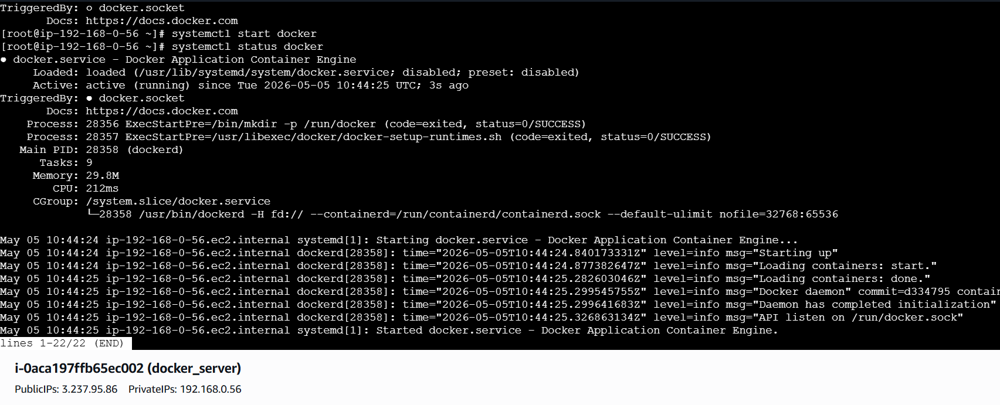 TriggeredBy: ○ docker.socket
Docs: https://docs.docker.com
[root@ip-192-168-0-56 ~]# systemctl start docker
[root@ip-192-168-0-56 ~]# systemctl status docker
● docker.service - Docker Application Container Engine
Loaded: loaded (/usr/lib/systemd/system/docker.service; disabled; preset: disabled)
Active: active (running) since Tue 2026-05-05 10:44:25 UTC; 3s ago
TriggeredBy: ● docker.socket
Docs: https://docs.docker.com
Process: 28356 ExecStartPre=/bin/mkdir -p /run/docker (code=exited, status=0/SUCCESS)
Process: 28357 ExecStartPre=/usr/libexec/docker/docker-setup-runtimes.sh (code=exited, status=0/SUCCESS)
Main PID: 28358 (dockerd)
Tasks: 9
Memory: 29.8M
CPU: 212ms
CGroup: /system.slice/docker.service
└─28358 /usr/bin/dockerd -H fd:// --containerd=/run/containerd/containerd.sock --default-ulimit nofile=32768:65536
May 05 10:44:24 ip-192-168-0-56.ec2.internal systemd[1]: Starting docker.service - Docker Application Container Engine...
May 05 10:44:24 ip-192-168-0-56.ec2.internal dockerd[28358]: time="2026-05-05T10:44:24.840173331Z" level=info msg="Starting up"
May 05 10:44:24 ip-192-168-0-56.ec2.internal dockerd[28358]: time="2026-05-05T10:44:24.877382647Z" level=info msg="Loading containers: start."
May 05 10:44:25 ip-192-168-0-56.ec2.internal dockerd[28358]: time="2026-05-05T10:44:25.282603046Z" level=info msg="Loading containers: done."
May 05 10:44:25 ip-192-168-0-56.ec2.internal dockerd[28358]: time="2026-05-05T10:44:25.299545755Z" level=info msg="Docker daemon" commit=d334795 contain
May 05 10:44:25 ip-192-168-0-56.ec2.internal dockerd[28358]: time="2026-05-05T10:44:25.299641683Z" level=info msg="Daemon has completed initialization"
May 05 10:44:25 ip-192-168-0-56.ec2.internal dockerd[28358]: time="2026-05-05T10:44:25.326863134Z" level=info msg="API listen on /run/docker.sock"
May 05 10:44:25 ip-192-168-0-56.ec2.internal systemd[1]: Started docker.service - Docker Application Container Engine.
lines 1-22/22 (END)
i-0aca197ffb65ec002 (docker_server)
PublicIPs: 3.237.95.86 PrivateIPs: 192.168.0.56